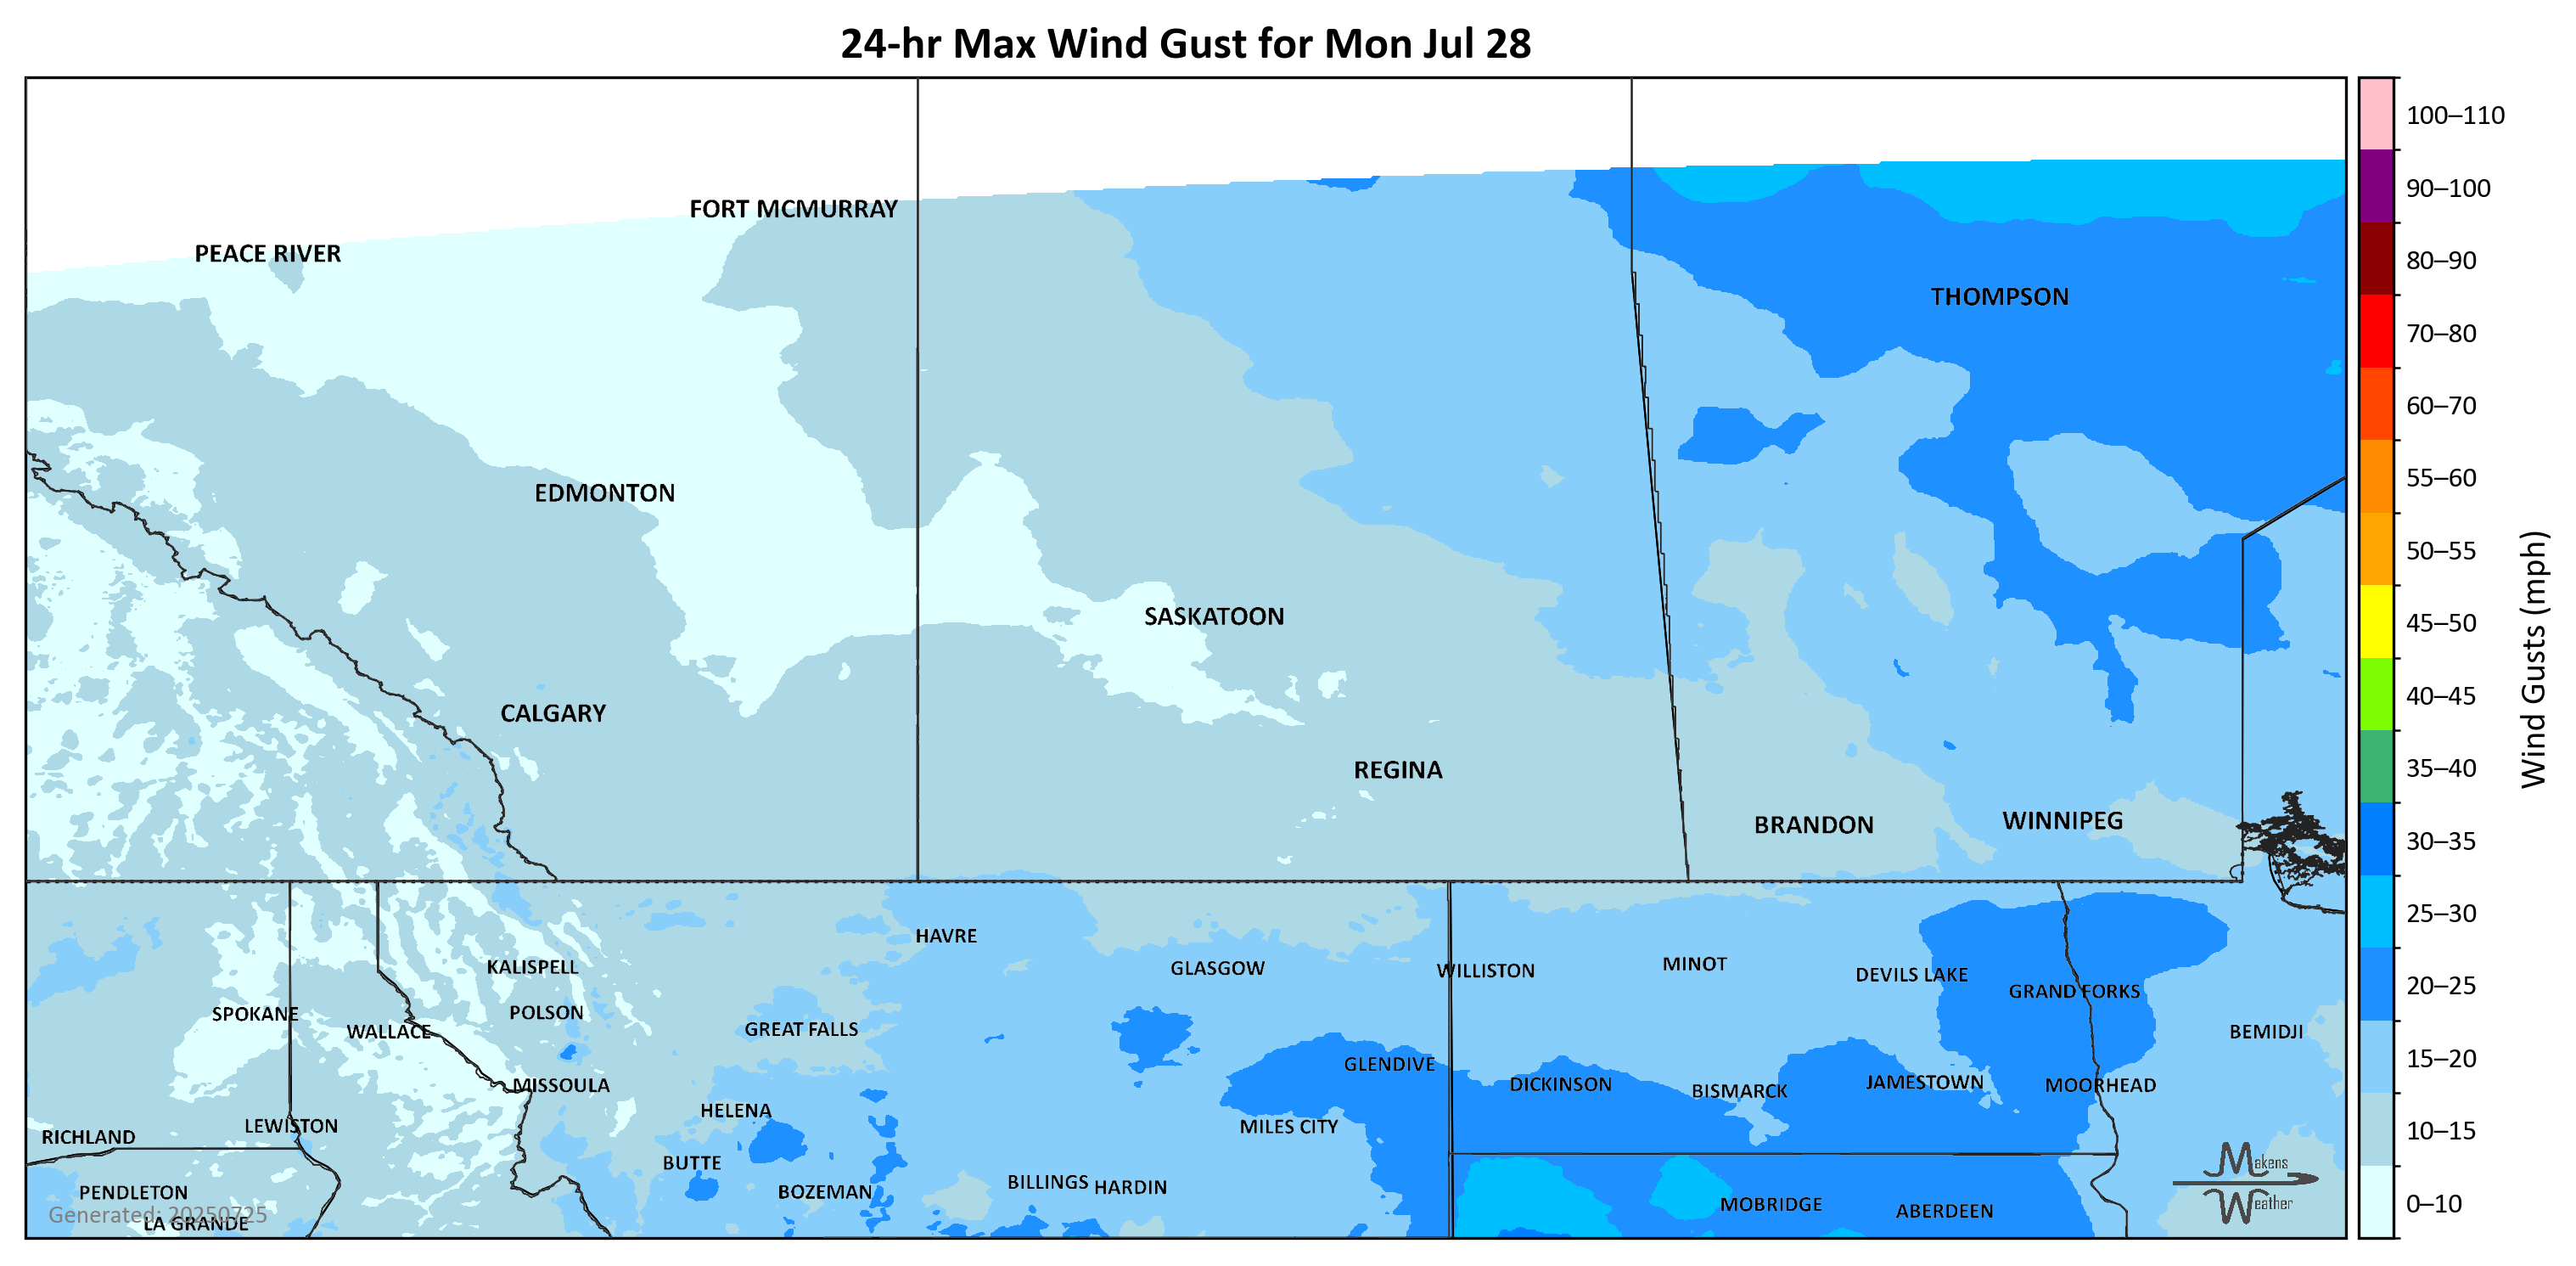 24-hr Max Wind Gust for Mon Jul 28
100–110
FORT MCMURRAY
90–100
PEACE RIVER
80–90
THOMPSON
70–80
60–70
55–60
EDMONTON
50–55
SASKATOON
45–50
40–45
CALGARY
Wind Gusts (mph)
REGINA
35–40
BRANDON
WINNIPEG
30–35
25–30
HAVRE
KALISPELL
GLASGOW
WILLISTON
MINOT
DEVILS LAKE
20–25
GRAND FORKS
SPOKANE
POLSON
WALLACE
GREAT FALLS
BEMIDJI
15–20
GLENDIVE
MISSOULA
DICKINSON
BISMARCK
JAMESTOWN
MOORHEAD
HELENA
LEWISTON
MILES CITY
10–15
RICHLAND
BUTTE
Makens
Weather
PENDLETON
BOZEMAN
BILLINGS
HARDIN
MOBRIDGE
ABERDEEN
0–10
Generated: 20250725
LA GRANDE